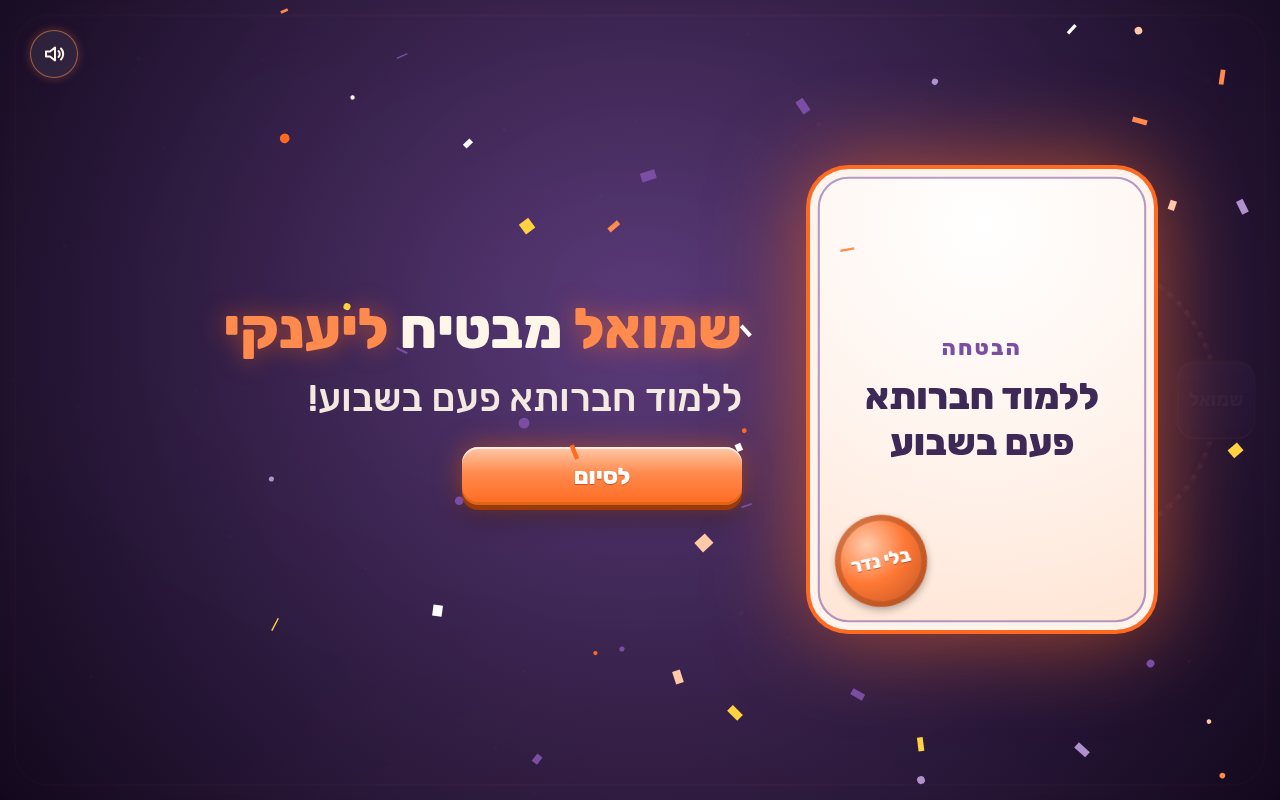 הבטחה
ללמוד חברותא
פעם בשבוע
בלי נדר
שמואל
שמואל מבטיח ליענקי
ללמוד חברותא פעם בשבוע!
לסיום